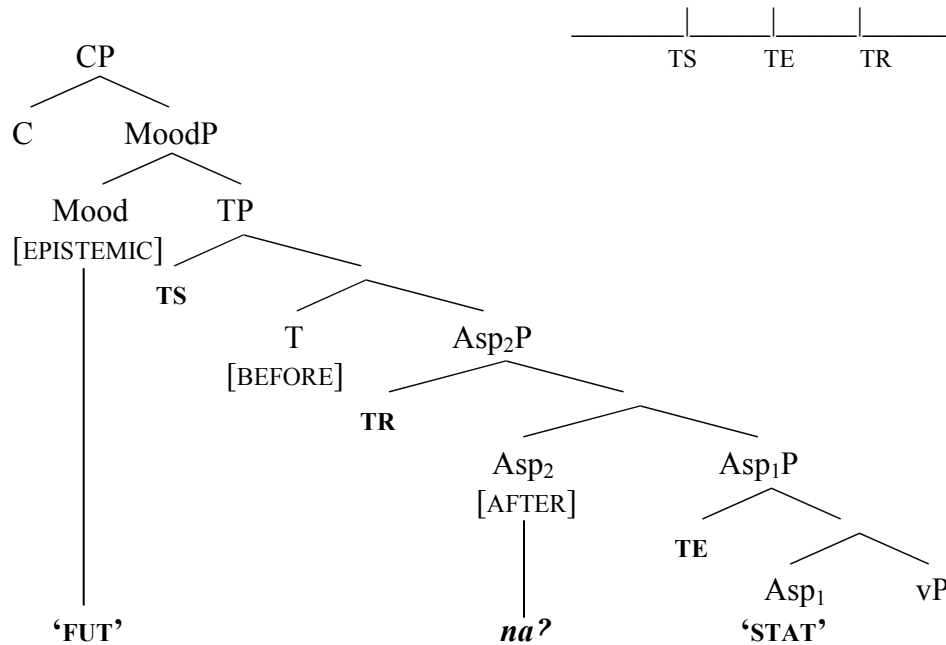 TS TE TR
CP
C MoodP
Mood TP
[EPISTEMIC]
TS
T Asp₂P
[BEFORE]
TR
Asp₂ Asp₁P
[AFTER]
TE
Asp₁ vP
‘FUT’ na? ‘STAT’